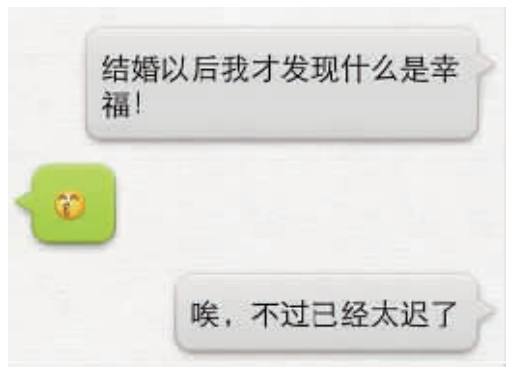 结婚以后我才发现什么是幸
福！
唉，不过已经太迟了